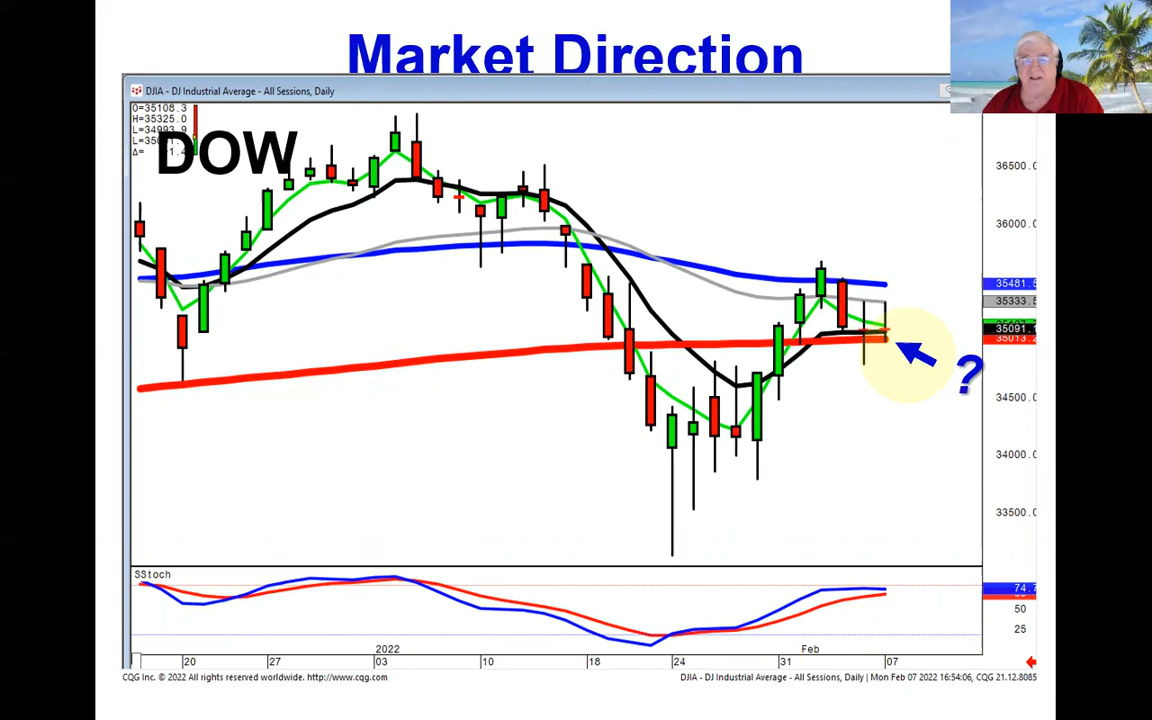 Market Direction
DJIA - DJ Industrial Average - All Sessions, Daily
O=35108.3
H=35325.0
L=34993.9
DOW
36500.0
36000.0
35481.5
35333.5
35091.
35013.2
34500.0
34000.0
33500.0
?
SStoch
74.7
50
25
2022
Feb
20
27
03
10
18
24
31
07
CQG Inc. © 2022 All rights reserved worldwide. http://www.cqg.com
DJIA - DJ Industrial Average - All Sessions, Daily | Mon Feb 07 2022 16:54:06, CQG 21.12.8085